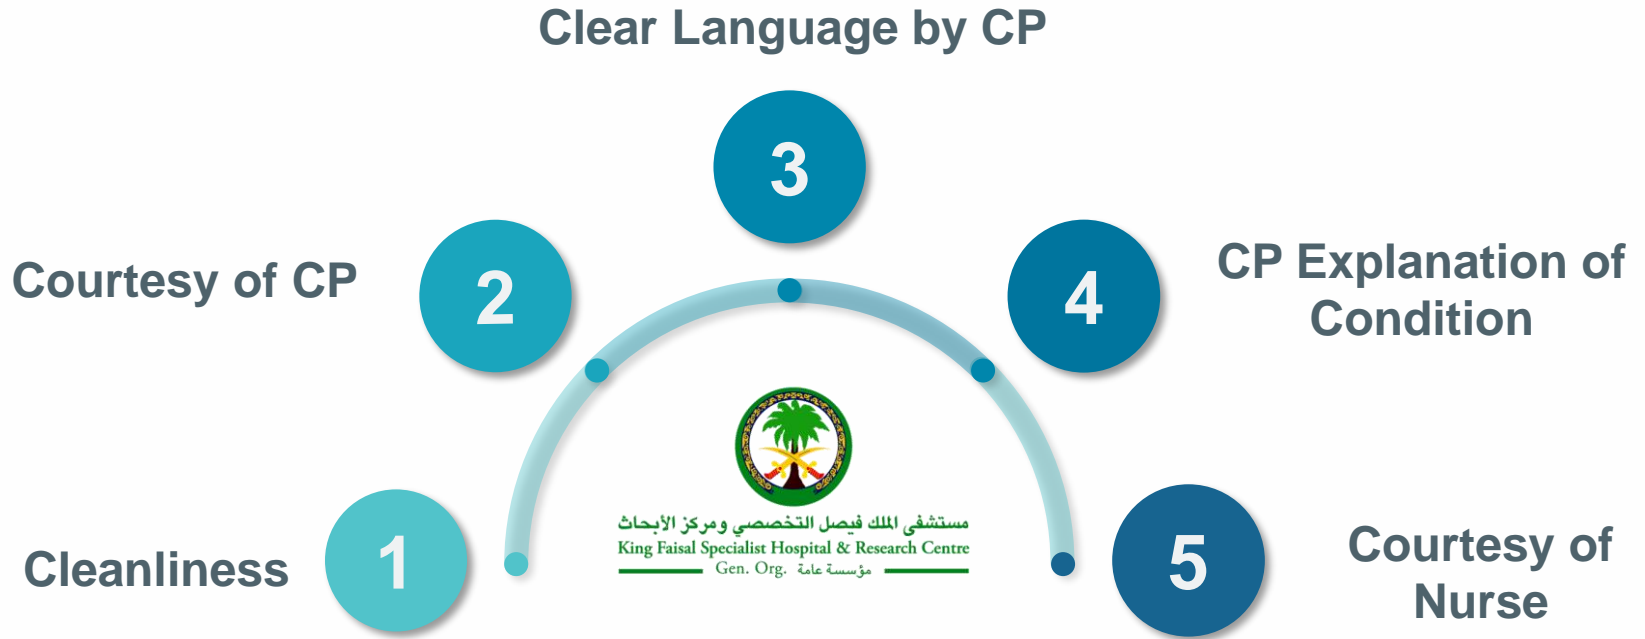 Clear Language by CP
3
Courtesy of CP
2
4
CP Explanation of
Condition
مستشفى الملك فيصل التخصصي ومركز الأبحاث
King Faisal Specialist Hospital & Research Centre
Gen. Org. مؤسسة عامة
Cleanliness
1
5
Courtesy of
Nurse